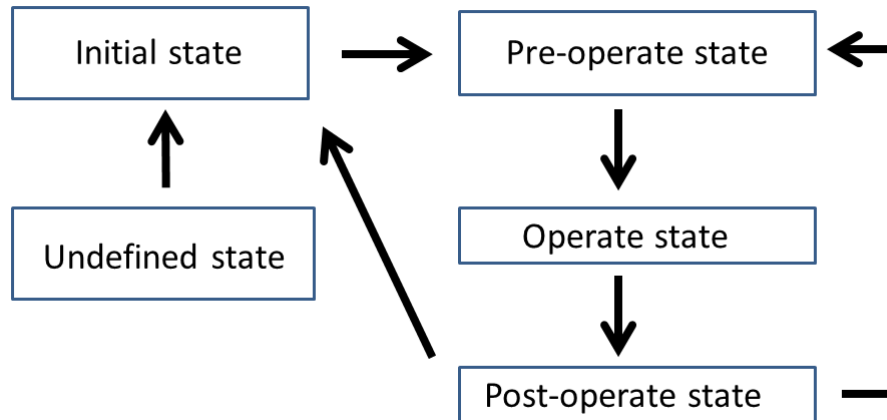 Initial state
Pre-operate state
Undefined state
Operate state
Post-operate state